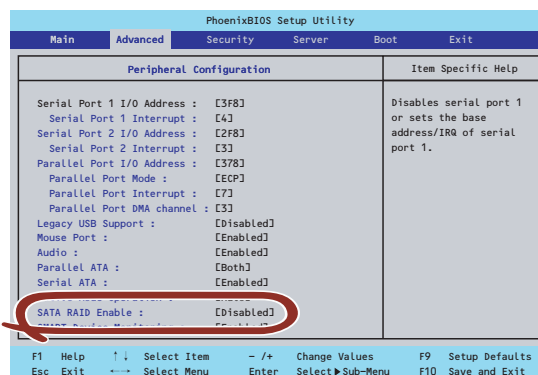 PhoenixBIOS Setup Utility
Main Advanced Security Server Boot Exit
Peripheral Configuration Item Specific Help
Serial Port 1 I/O Address : [3F8]
Serial Port 1 Interrupt : [4]
Serial Port 2 I/O Address : [2F8]
Serial Port 2 Interrupt : [3]
Parallel Port I/O Address : [378]
Parallel Port Mode : [ECP]
Parallel Port Interrupt : [7]
Parallel Port DMA channel : [3]
Legacy USB Support : [Disabled]
Mouse Port : [Enabled]
Audio : [Enabled]
Parallel ATA : [Both]
Serial ATA : [Enabled]
SATA RAID Enable : [Disabled]
SMART Device Monitoring : [Enabled]
Disables serial port 1
or sets the base
address/IRQ of serial
port 1.
F1 Help ↑↓ Select Item - /+ Change Values F9 Setup Defaults
Esc Exit ←→ Select Menu Enter Select ▶ Sub-Menu F10 Save and Exit